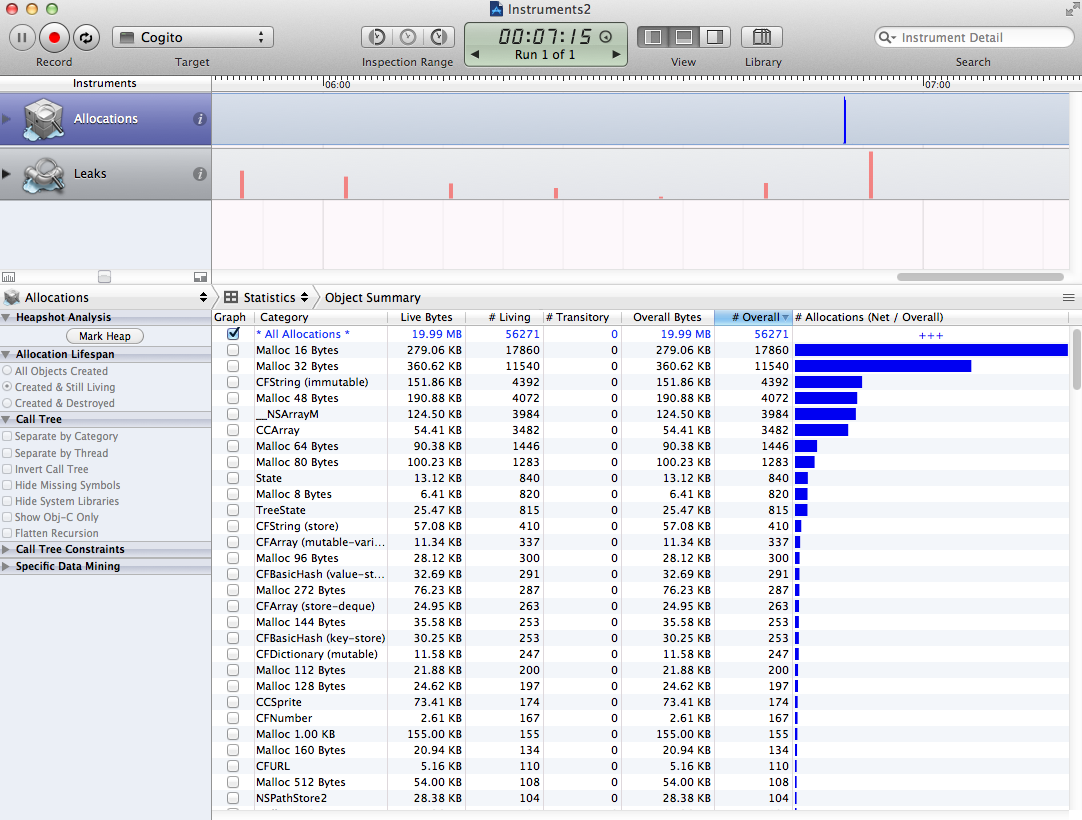 Instruments2
Cogito
00:07:15
Run 1 of 1
Instrument Detail
Record
Target
Inspection Range
View
Library
Search
Instruments
06:00
07:00
Allocations
Leaks
Allocations
Statistics
Object Summary
Heapshot Analysis
Mark Heap
Allocation Lifespan
All Objects Created
Created & Still Living
Created & Destroyed
Call Tree
Separate by Category
Separate by Thread
Invert Call Tree
Hide Missing Symbols
Hide System Libraries
Show Obj-C Only
Flatten Recursion
Call Tree Constraints
Specific Data Mining
Graph Category Live Bytes # Living # Transitory Overall Bytes # Overall # Allocations (Net / Overall)
* All Allocations * 19.99 MB 56271 0 19.99 MB 56271 +++
Malloc 16 Bytes 279.06 KB 17860 0 279.06 KB 17860
Malloc 32 Bytes 360.62 KB 11540 0 360.62 KB 11540
CFString (immutable) 151.86 KB 4392 0 151.86 KB 4392
Malloc 48 Bytes 190.88 KB 4072 0 190.88 KB 4072
__NSArrayM 124.50 KB 3984 0 124.50 KB 3984
CCArray 54.41 KB 3482 0 54.41 KB 3482
Malloc 64 Bytes 90.38 KB 1446 0 90.38 KB 1446
Malloc 80 Bytes 100.23 KB 1283 0 100.23 KB 1283
State 13.12 KB 840 0 13.12 KB 840
Malloc 8 Bytes 6.41 KB 820 0 6.41 KB 820
TreeState 25.47 KB 815 0 25.47 KB 815
CFString (store) 57.08 KB 410 0 57.08 KB 410
CFArray (mutable-vari... 11.34 KB 337 0 11.34 KB 337
Malloc 96 Bytes 28.12 KB 300 0 28.12 KB 300
CFBasicHash (value-st... 32.69 KB 291 0 32.69 KB 291
Malloc 272 Bytes 76.23 KB 287 0 76.23 KB 287
CFArray (store-deque) 24.95 KB 263 0 24.95 KB 263
Malloc 144 Bytes 35.58 KB 253 0 35.58 KB 253
CFBasicHash (key-store) 30.25 KB 253 0 30.25 KB 253
CFDictionary (mutable) 11.58 KB 247 0 11.58 KB 247
Malloc 112 Bytes 21.88 KB 200 0 21.88 KB 200
Malloc 128 Bytes 24.62 KB 197 0 24.62 KB 197
CCSprite 73.41 KB 174 0 73.41 KB 174
CFNumber 2.61 KB 167 0 2.61 KB 167
Malloc 1.00 KB 155.00 KB 155 0 155.00 KB 155
Malloc 160 Bytes 20.94 KB 134 0 20.94 KB 134
CFURL 5.16 KB 110 0 5.16 KB 110
Malloc 512 Bytes 54.00 KB 108 0 54.00 KB 108
NSPathStore2 28.38 KB 104 0 28.38 KB 104